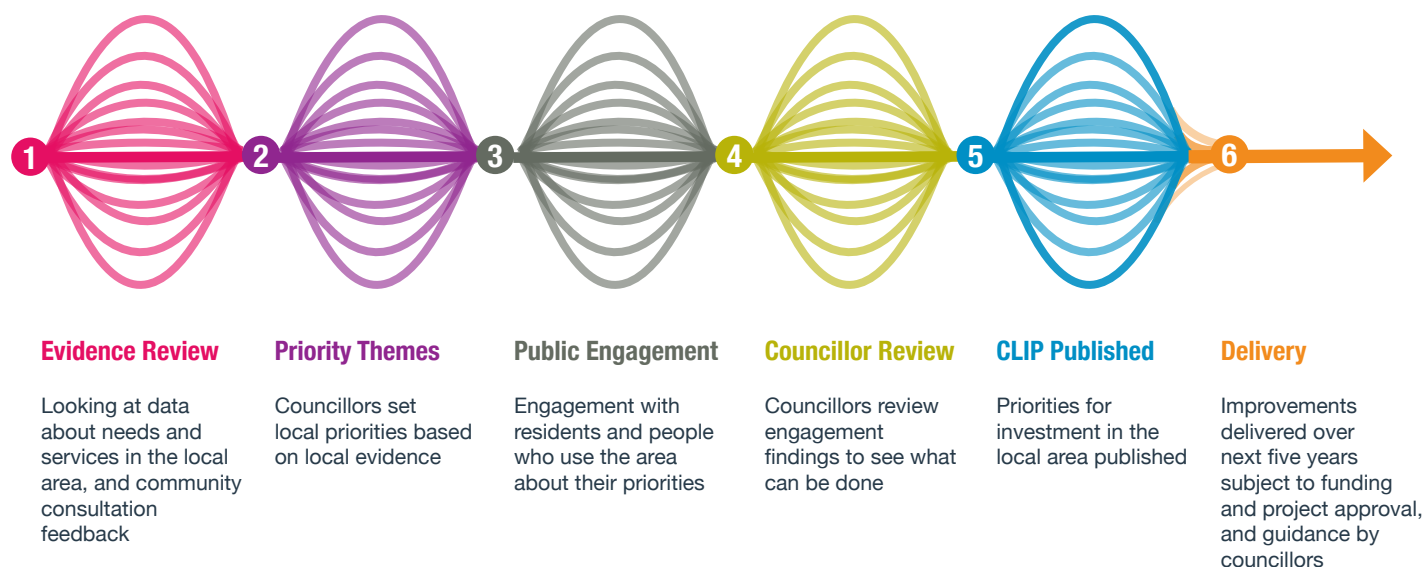 1
2
3
4
5
6
Evidence Review
Looking at data
about needs and
services in the local
area, and community
consultation
feedback
Priority Themes
Councillors set
local priorities based
on local evidence
Public Engagement
Engagement with
residents and people
who use the area
about their priorities
Councillor Review
Councillors review
engagement
findings to see what
can be done
CLIP Published
Priorities for
investment in the
local area published
Delivery
Improvements
delivered over
next five years
subject to funding
and project approval,
and guidance by
councillors